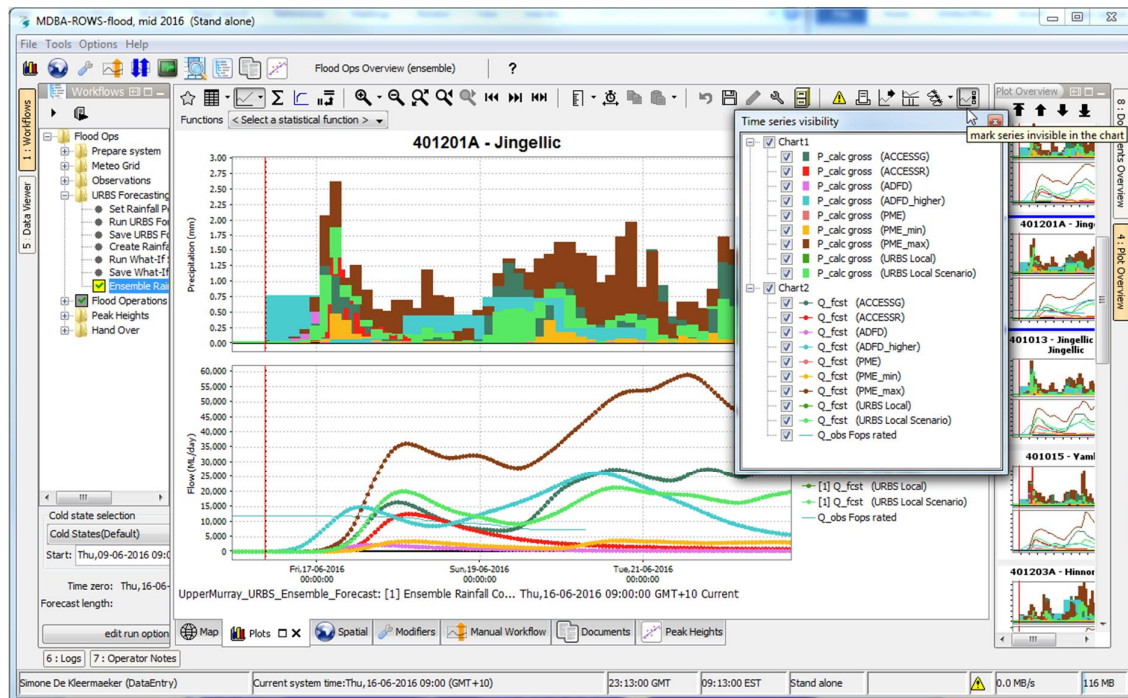 MDBA-ROWS-flood, mid 2016 (Stand alone)
File Tools Options Help
Flood Ops Overview (ensemble)
?
1 : Workflows
5 : Data Viewer
Workflows
Flood Ops
Prepare system
Meteo Grid
Observations
URBS Forecasting
Set Rainfall P
Run URBS For
Save URBS Fo
Create Rainfa
Run What-If S
Save What-If
Ensemble Rai
Flood Operations
Peak Heights
Hand Over
Cold state selection
Cold States(Default)
Start: Thu,09-06-2016 09:0
Time zero: Thu,16-06-
Forecast length:
edit run option
6 : Logs
7 : Operator Notes
Functions
< Select a statistical function >
401201A - Jingellic
Precipitation (mm)
3.00
2.75
2.50
2.25
2.00
1.75
1.50
1.25
1.00
0.75
0.50
0.25
0.00
Flow (ML/day)
60,000
55,000
50,000
45,000
40,000
35,000
30,000
25,000
20,000
15,000
10,000
5,000
0
Fri,17-06-2016
00:00:00
Sun,19-06-2016
00:00:00
Tue,21-06-2016
00:00:00
[1] Q_fcst (URBS Local)
[1] Q_fcst (URBS Local Scenario)
Q_obs Fops rated
UpperMurray_URBS_Ensemble_Forecast: [1] Ensemble Rainfall Co... Thu,16-06-2016 09:00:00 GMT+10 Current
Map
Plots
Spatial
Modifiers
Manual Workflow
Documents
Peak Heights
Time series visibility
mark series invisible in the chart
Chart1
P_calc gross (ACCESSG)
P_calc gross (ACCESSR)
P_calc gross (ADFD)
P_calc gross (ADFD_higher)
P_calc gross (PME)
P_calc gross (PME_min)
P_calc gross (PME_max)
P_calc gross (URBS Local)
P_calc gross (URBS Local Scenario)
Chart2
Q_fcst (ACCESSG)
Q_fcst (ACCESSR)
Q_fcst (ADFD)
Q_fcst (ADFD_higher)
Q_fcst (PME)
Q_fcst (PME_min)
Q_fcst (PME_max)
Q_fcst (URBS Local)
Q_fcst (URBS Local Scenario)
Q_obs Fops rated
Plot Overview
401201A - Jinge
401013 - Jingellic
Jingellic
401015 - Yaml
401203A - Hinnor
ents Overview
4 : Plot Overview
Simone De Kleermaeker (DataEntry)
Current system time:Thu,16-06-2016 09:00 (GMT+10)
23:13:00 GMT
09:13:00 EST
Stand alone
0.0 MB/s
116 MB